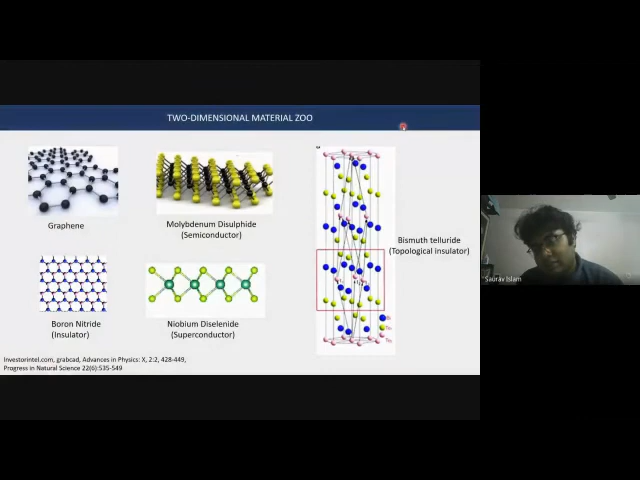 TWO-DIMENSIONAL MATERIAL ZOO
Graphene
Molybdenum Disulphide
(Semiconductor)
Bismuth telluride
(Topological insulator)
Boron Nitride
(Insulator)
Niobium Diselenide
(Superconductor)
Investorintel.com, grabcad, Advances in Physics: X, 2:2, 428-449,
Progress in Natural Science 22(6):535-549
Saurav Islam